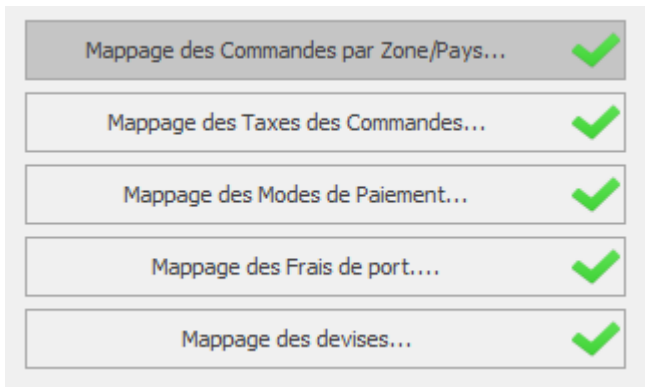 Mappage des Commandes par Zone/Pays...
Mappage des Taxes des Commandes...
Mappage des Modes de Paiement...
Mappage des Frais de port....
Mappage des devises...